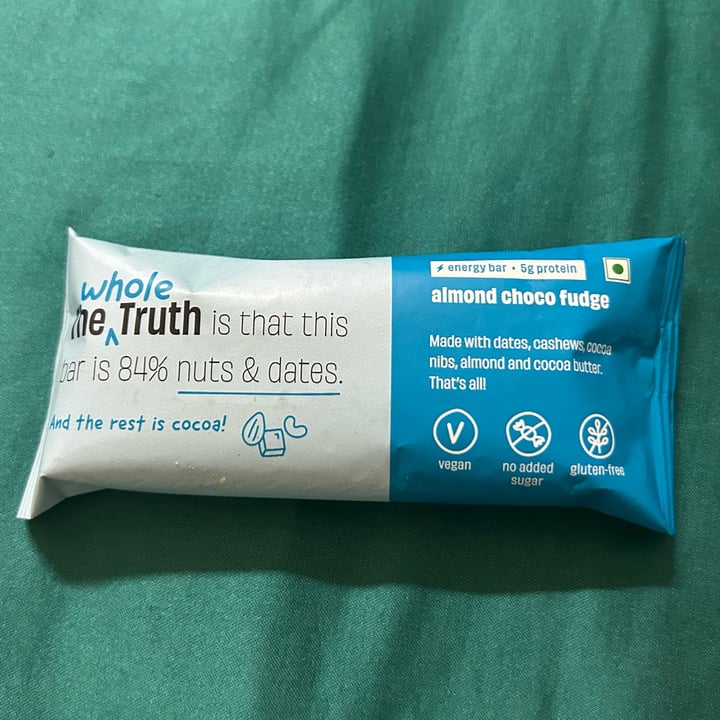 whole
the Truth is that this
bar is 84% nuts & dates.
And the rest is cocoa!
energy bar • 5g protein
almond choco fudge
Made with dates, cashews, cocoa
nibs, almond and cocoa butter.
That's all!
V
vegan
no added
sugar
gluten-free